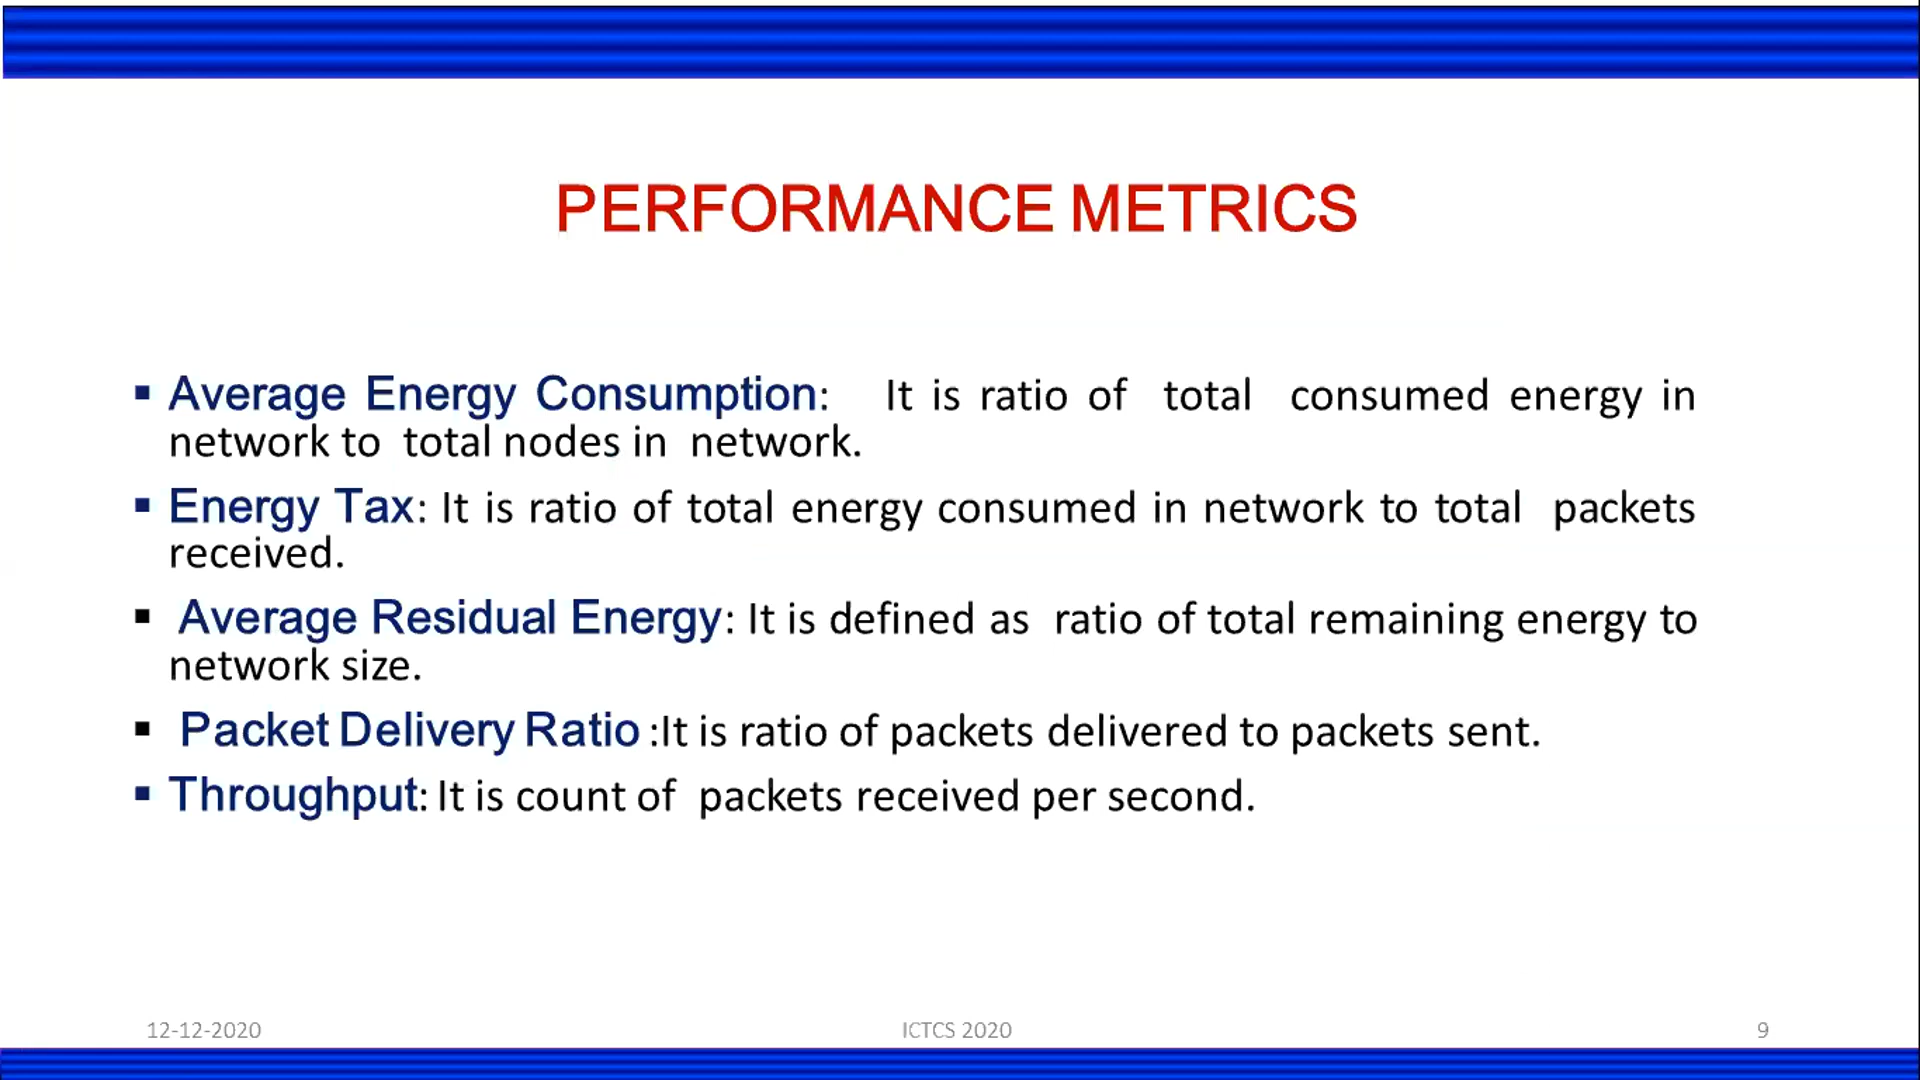 PERFORMANCE METRICS
▪ Average Energy Consumption: It is ratio of total consumed energy in
network to total nodes in network.
▪ Energy Tax: It is ratio of total energy consumed in network to total packets
received.
▪ Average Residual Energy: It is defined as ratio of total remaining energy to
network size.
▪ Packet Delivery Ratio :It is ratio of packets delivered to packets sent.
▪ Throughput: It is count of packets received per second.
12-12-2020 ICTCS 2020 9